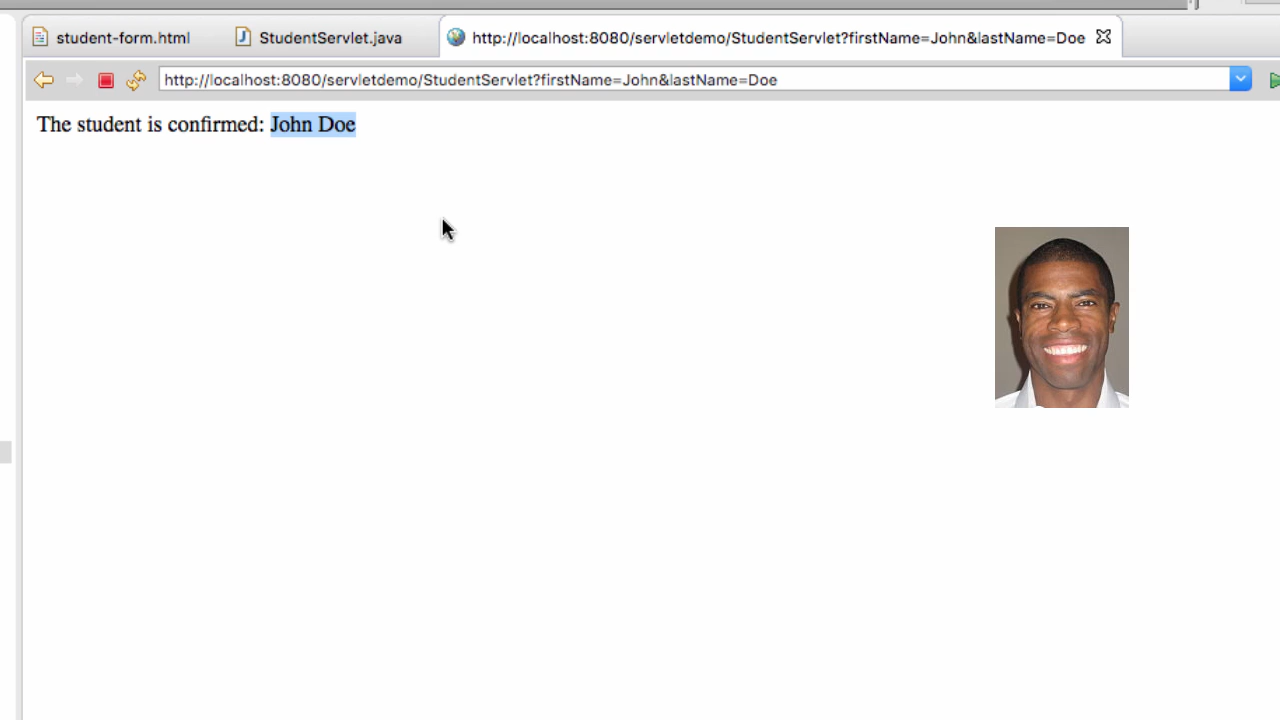 student-form.html
StudentServlet.java
http://localhost:8080/servletdemo/StudentServlet?firstName=John&lastName=Doe
http://localhost:8080/servletdemo/StudentServlet?firstName=John&lastName=Doe
The student is confirmed: John Doe